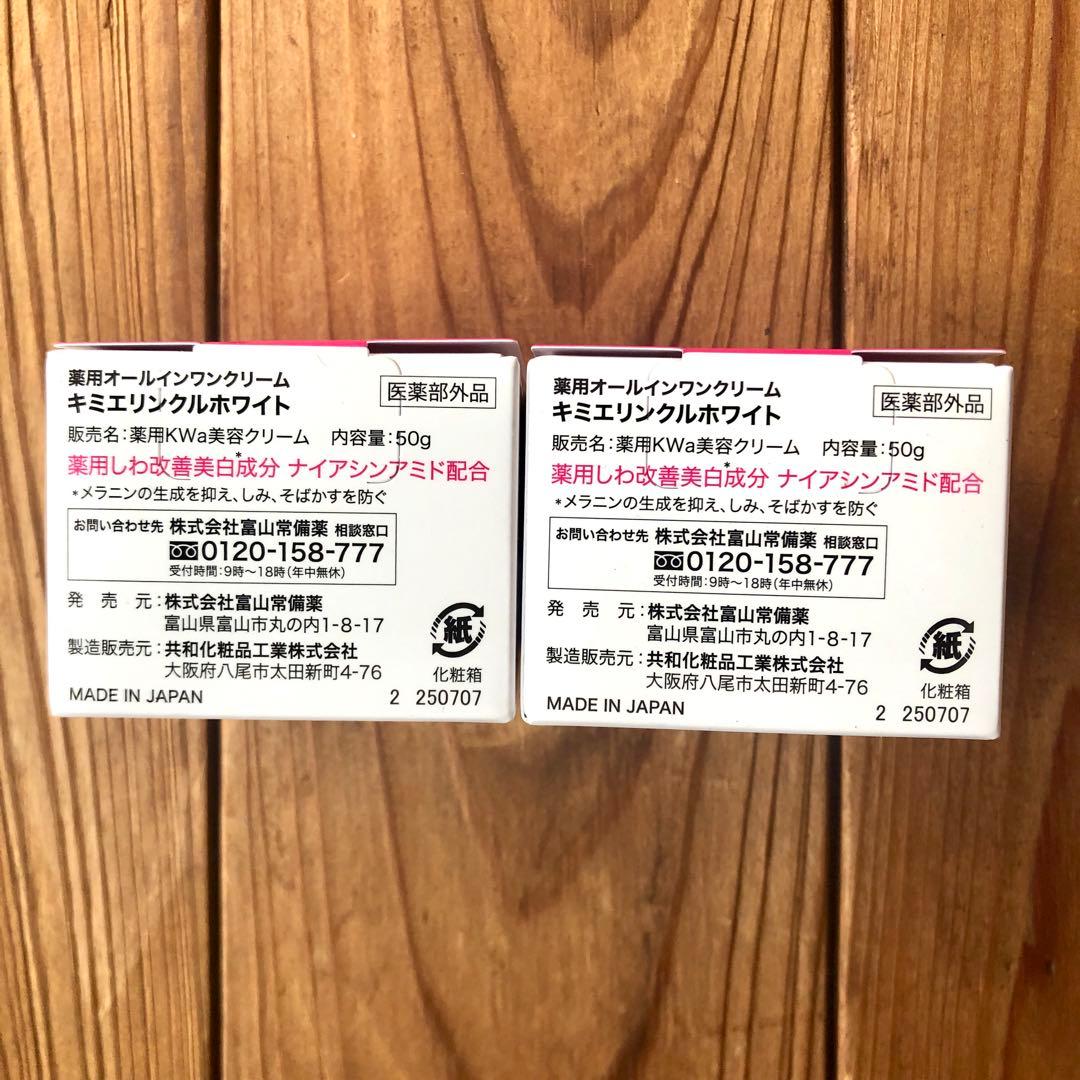 薬用オールインワンクリーム
キミエリンクルホワイト
医薬部外品
販売名：薬用KWa美容クリーム　内容量：50g
薬用しわ改善美白*成分 ナイアシンアミド配合
*メラニンの生成を抑え、しみ、そばかすを防ぐ
お問い合わせ先 株式会社富山常備薬 相談窓口
0120-158-777
受付時間：9時〜18時（年中無休）
発　売　元：株式会社富山常備薬
富山県富山市丸の内1-8-17
製造販売元：共和化粧品工業株式会社
大阪府八尾市太田新町4-76
紙
化粧箱
MADE IN JAPAN
2 250707
薬用オールインワンクリーム
キミエリンクルホワイト
医薬部外品
販売名：薬用KWa美容クリーム　内容量：50g
薬用しわ改善美白*成分 ナイアシンアミド配合
*メラニンの生成を抑え、しみ、そばかすを防ぐ
お問い合わせ先 株式会社富山常備薬 相談窓口
0120-158-777
受付時間：9時〜18時（年中無休）
発　売　元：株式会社富山常備薬
富山県富山市丸の内1-8-17
製造販売元：共和化粧品工業株式会社
大阪府八尾市太田新町4-76
紙
化粧箱
MADE IN JAPAN
2 250707